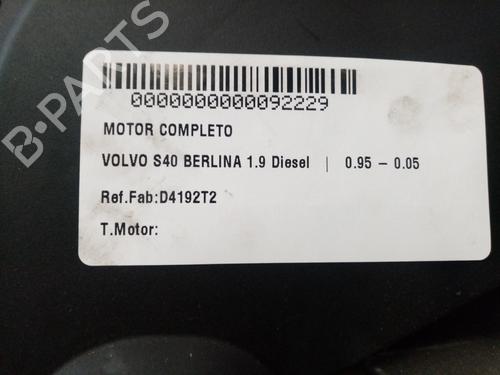 B-PARTS
0000000000092229
MOTOR COMPLETO
VOLVO S40 BERLINA 1.9 Diesel | 0.95 – 0.05
Ref.Fab:D4192T2
T.Motor: